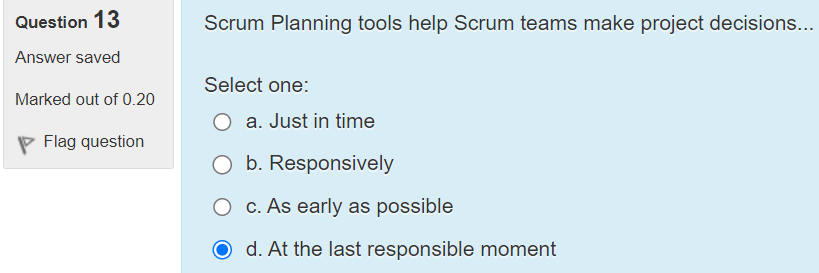 Question 13
Answer saved
Marked out of 0.20
Flag question
Scrum Planning tools help Scrum teams make project decisions...
Select one:
a. Just in time
b. Responsively
c. As early as possible
d. At the last responsible moment